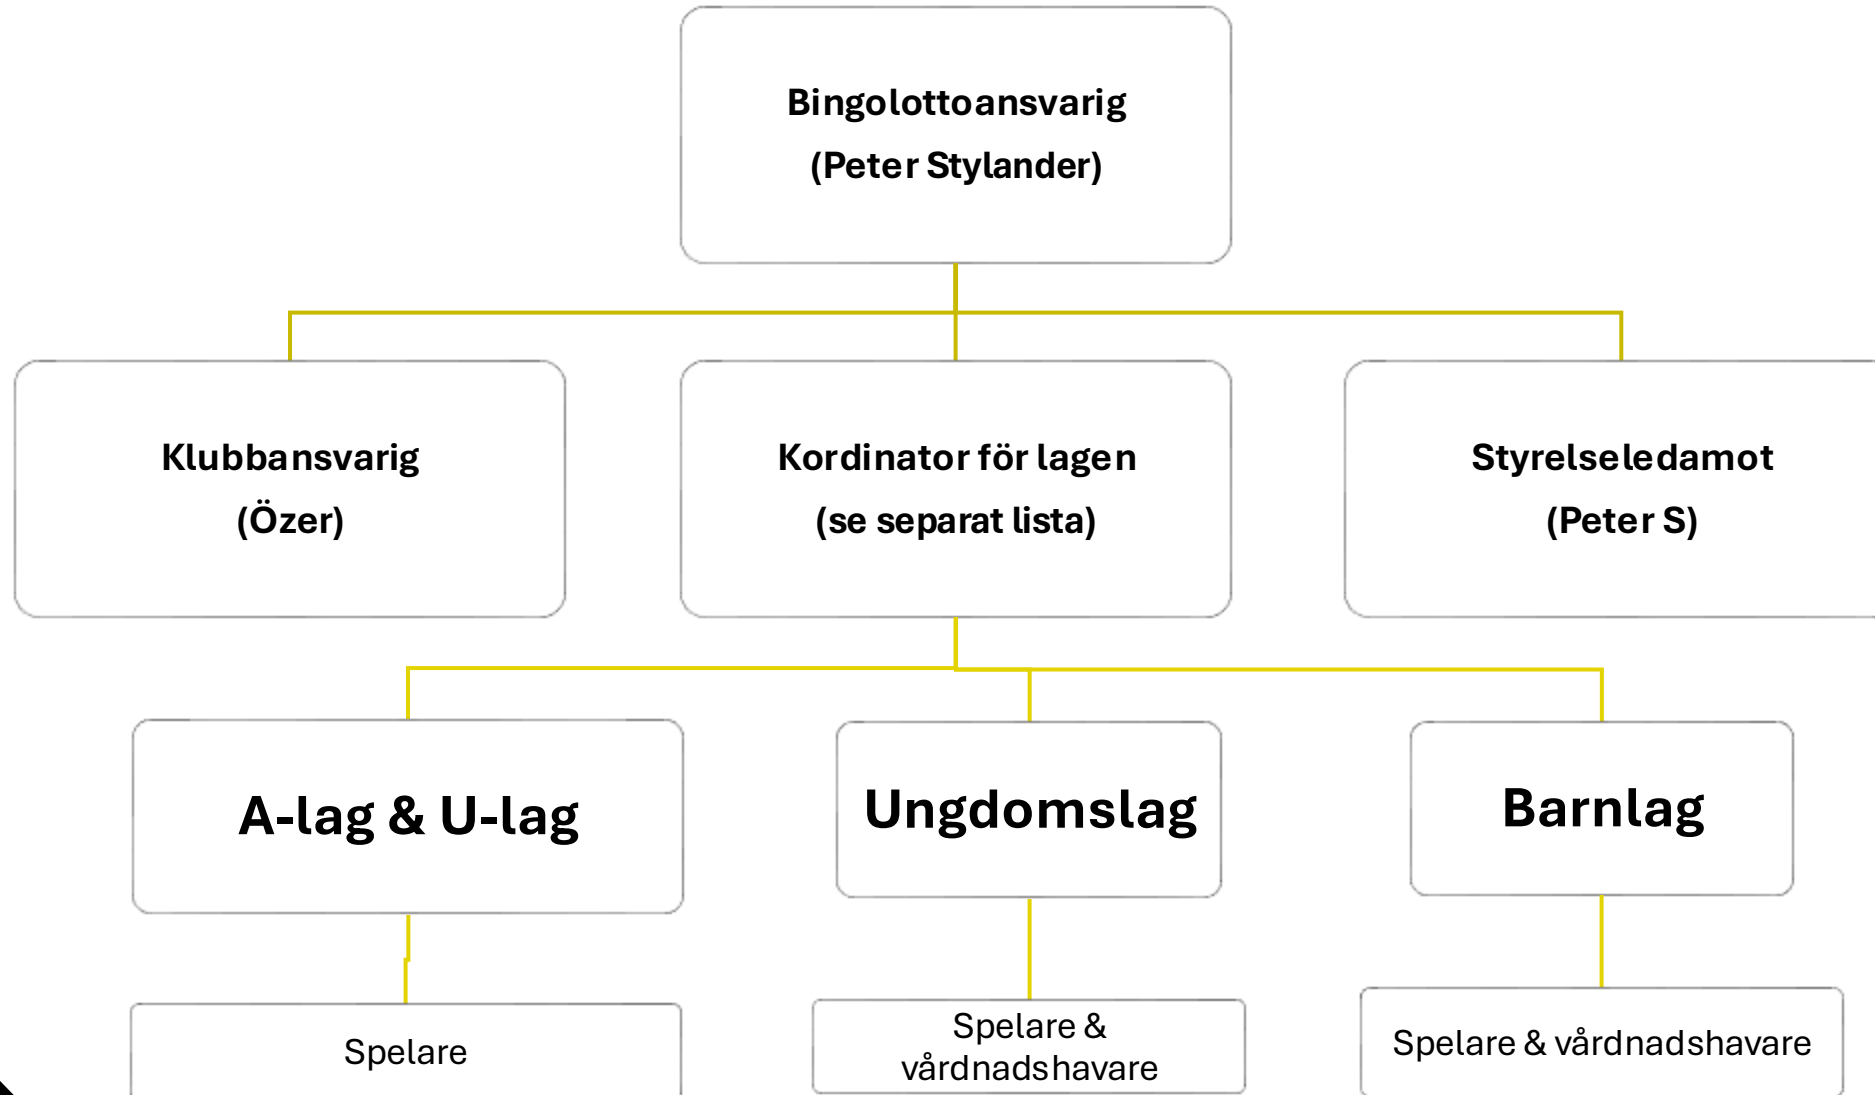 Bingolottoansvarig
(Peter Stylander)
Klubbansvarig
(Özer)
Kordinator för lagen
(se separat lista)
Styrelseledamot
(Peter S)
A-lag & U-lag
Ungdomslag
Barnlag
Spelare
Spelare &
vårdnadshavare
Spelare & vårdnadshavare